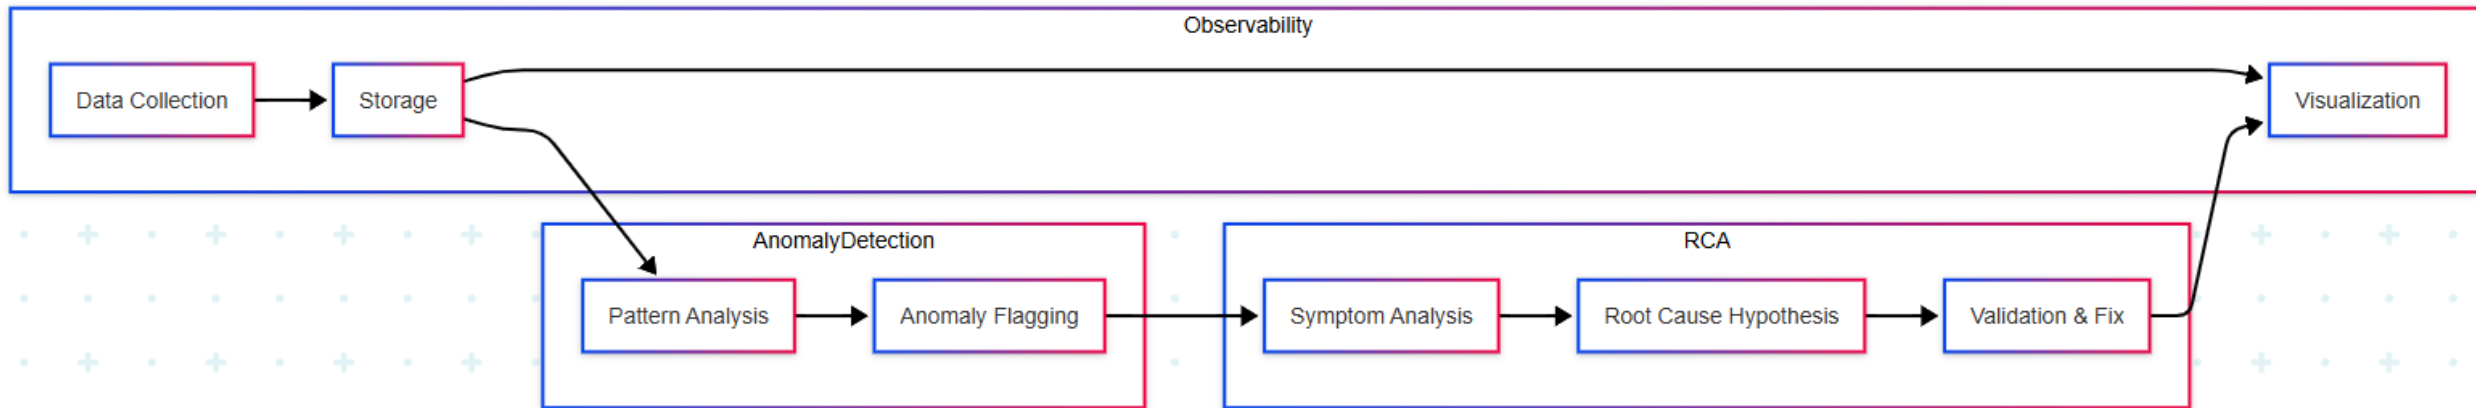 Observability
Data Collection
Storage
Visualization
AnomalyDetection
RCA
Pattern Analysis
Anomaly Flagging
Symptom Analysis
Root Cause Hypothesis
Validation & Fix